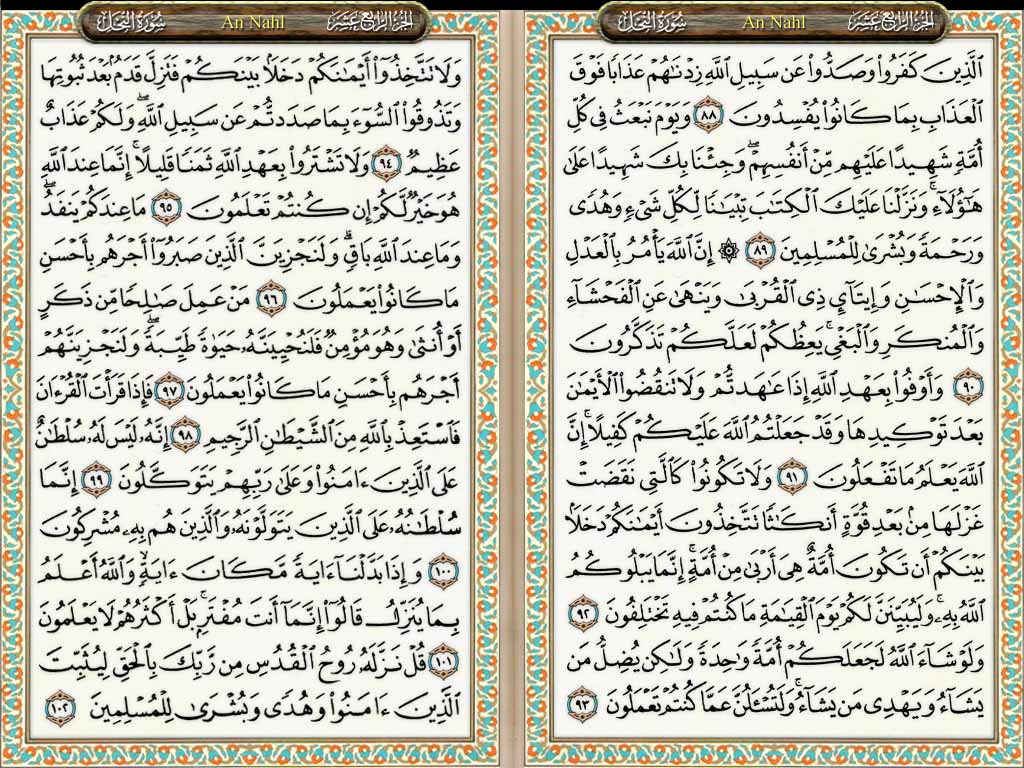 سورة النحل An Nahl الجزء الرابع عشر
ٱلَّذِينَ كَفَرُوا۟ وَصَدُّوا۟ عَن سَبِيلِ ٱللَّهِ زِدْنَٰهُمْ عَذَابًا فَوْقَ
ٱلْعَذَابِ بِمَا كَانُوا۟ يُفْسِدُونَ ٨٨ وَيَوْمَ نَبْعَثُ فِى كُلِّ
أُمَّةٍ شَهِيدًا عَلَيْهِم مِّنْ أَنفُسِهِمْ ۖ وَجِئْنَا بِكَ شَهِيدًا عَلَىٰ
هَٰٓؤُلَآءِ ۚ وَنَزَّلْنَا عَلَيْكَ ٱلْكِتَٰبَ تِبْيَٰنًا لِّكُلِّ شَىْءٍ وَهُدًى
وَرَحْمَةً وَبُشْرَىٰ لِلْمُسْلِمِينَ ٨٩ ۞ إِنَّ ٱللَّهَ يَأْمُرُ بِٱلْعَدْلِ
وَٱلْإِحْسَٰنِ وَإِيتَآئِ ذِى ٱلْقُرْبَىٰ وَيَنْهَىٰ عَنِ ٱلْفَحْشَآءِ
وَٱلْمُنكَرِ وَٱلْبَغْىِ ۚ يَعِظُكُمْ لَعَلَّكُمْ تَذَكَّرُونَ
٩٠ وَأَوْفُوا۟ بِعَهْدِ ٱللَّهِ إِذَا عَٰهَدتُّمْ وَلَا تَنقُضُوا۟ ٱلْأَيْمَٰنَ
بَعْدَ تَوْكِيدِهَا وَقَدْ جَعَلْتُمُ ٱللَّهَ عَلَيْكُمْ كَفِيلًا ۚ إِنَّ
ٱللَّهَ يَعْلَمُ مَا تَفْعَلُونَ ٩١ وَلَا تَكُونُوا۟ كَٱلَّتِى نَقَضَتْ
غَزْلَهَا مِنۢ بَعْدِ قُوَّةٍ أَنكَٰثًا تَتَّخِذُونَ أَيْمَٰنَكُمْ دَخَلًۢا
بَيْنَكُمْ أَن تَكُونَ أُمَّةٌ هِىَ أَرْبَىٰ مِنْ أُمَّةٍ ۚ إِنَّمَا يَبْلُوكُمُ
ٱللَّهُ بِهِۦ ۚ وَلَيُبَيِّنَنَّ لَكُمْ يَوْمَ ٱلْقِيَٰمَةِ مَا كُنتُمْ فِيهِ تَخْتَلِفُونَ ٩٢
وَلَوْ شَآءَ ٱللَّهُ لَجَعَلَكُمْ أُمَّةً وَٰحِدَةً وَلَٰكِن يُضِلُّ مَن
يَشَآءُ وَيَهْدِى مَن يَشَآءُ ۚ وَلَتُسْـَٔلُنَّ عَمَّا كُنتُمْ تَعْمَلُونَ ٩٣
سورة النحل An Nahl الجزء الرابع عشر
وَلَا تَتَّخِذُوٓا۟ أَيْمَٰنَكُمْ دَخَلًۢا بَيْنَكُمْ فَتَزِلَّ قَدَمٌۢ بَعْدَ ثُبُوتِهَا
وَتَذُوقُوا۟ ٱلسُّوٓءَ بِمَا صَدَدتُّمْ عَن سَبِيلِ ٱللَّهِ ۖ وَلَكُمْ عَذَابٌ
عَظِيمٌ ٩٤ وَلَا تَشْتَرُوا۟ بِعَهْدِ ٱللَّهِ ثَمَنًا قَلِيلًا ۚ إِنَّمَا عِندَ ٱللَّهِ
هُوَ خَيْرٌ لَّكُمْ إِن كُنتُمْ تَعْلَمُونَ ٩٥ مَا عِندَكُمْ يَنفَدُ ۖ
وَمَا عِندَ ٱللَّهِ بَاقٍ ۗ وَلَنَجْزِيَنَّ ٱلَّذِينَ صَبَرُوٓا۟ أَجْرَهُم بِأَحْسَنِ
مَا كَانُوا۟ يَعْمَلُونَ ٩٦ مَنْ عَمِلَ صَٰلِحًا مِّن ذَكَرٍ
أَوْ أُنثَىٰ وَهُوَ مُؤْمِنٌ فَلَنُحْيِيَنَّهُۥ حَيَوٰةً طَيِّبَةً ۖ وَلَنَجْزِيَنَّهُمْ
أَجْرَهُم بِأَحْسَنِ مَا كَانُوا۟ يَعْمَلُونَ ٩٧ فَإِذَا قَرَأْتَ ٱلْقُرْءَانَ
فَٱسْتَعِذْ بِٱللَّهِ مِنَ ٱلشَّيْطَٰنِ ٱلرَّجِيمِ ٩٨ إِنَّهُۥ لَيْسَ لَهُۥ سُلْطَٰنٌ
عَلَى ٱلَّذِينَ ءَامَنُوا۟ وَعَلَىٰ رَبِّهِمْ يَتَوَكَّلُونَ ٩٩ إِنَّمَا
سُلْطَٰنُهُۥ عَلَى ٱلَّذِينَ يَتَوَلَّوْنَهُۥ وَٱلَّذِينَ هُم بِهِۦ مُشْرِكُونَ
١٠٠ وَإِذَا بَدَّلْنَآ ءَايَةً مَّكَانَ ءَايَةٍ ۙ وَٱللَّهُ أَعْلَمُ
بِمَا يُنَزِّلُ قَالُوٓا۟ إِنَّمَآ أَنتَ مُفْتَرٍۭ ۚ بَلْ أَكْثَرُهُمْ لَا يَعْلَمُونَ
١٠١ قُلْ نَزَّلَهُۥ رُوحُ ٱلْقُدُسِ مِن رَّبِّكَ بِٱلْحَقِّ لِيُثَبِّتَ
ٱلَّذِينَ ءَامَنُوا۟ وَهُدًى وَبُشْرَىٰ لِلْمُسْلِمِينَ ١٠٢